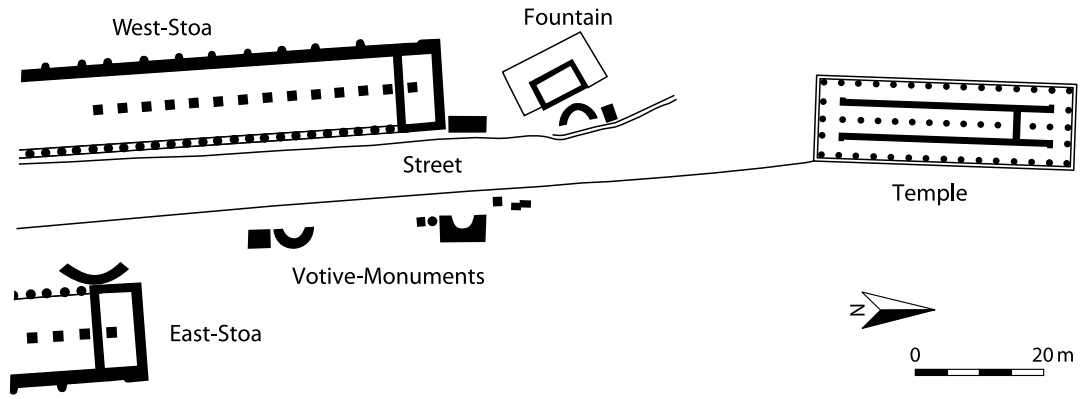 Fountain
West-Stoa
Street
Temple
Votive-Monuments
East-Stoa
N
0 20 m